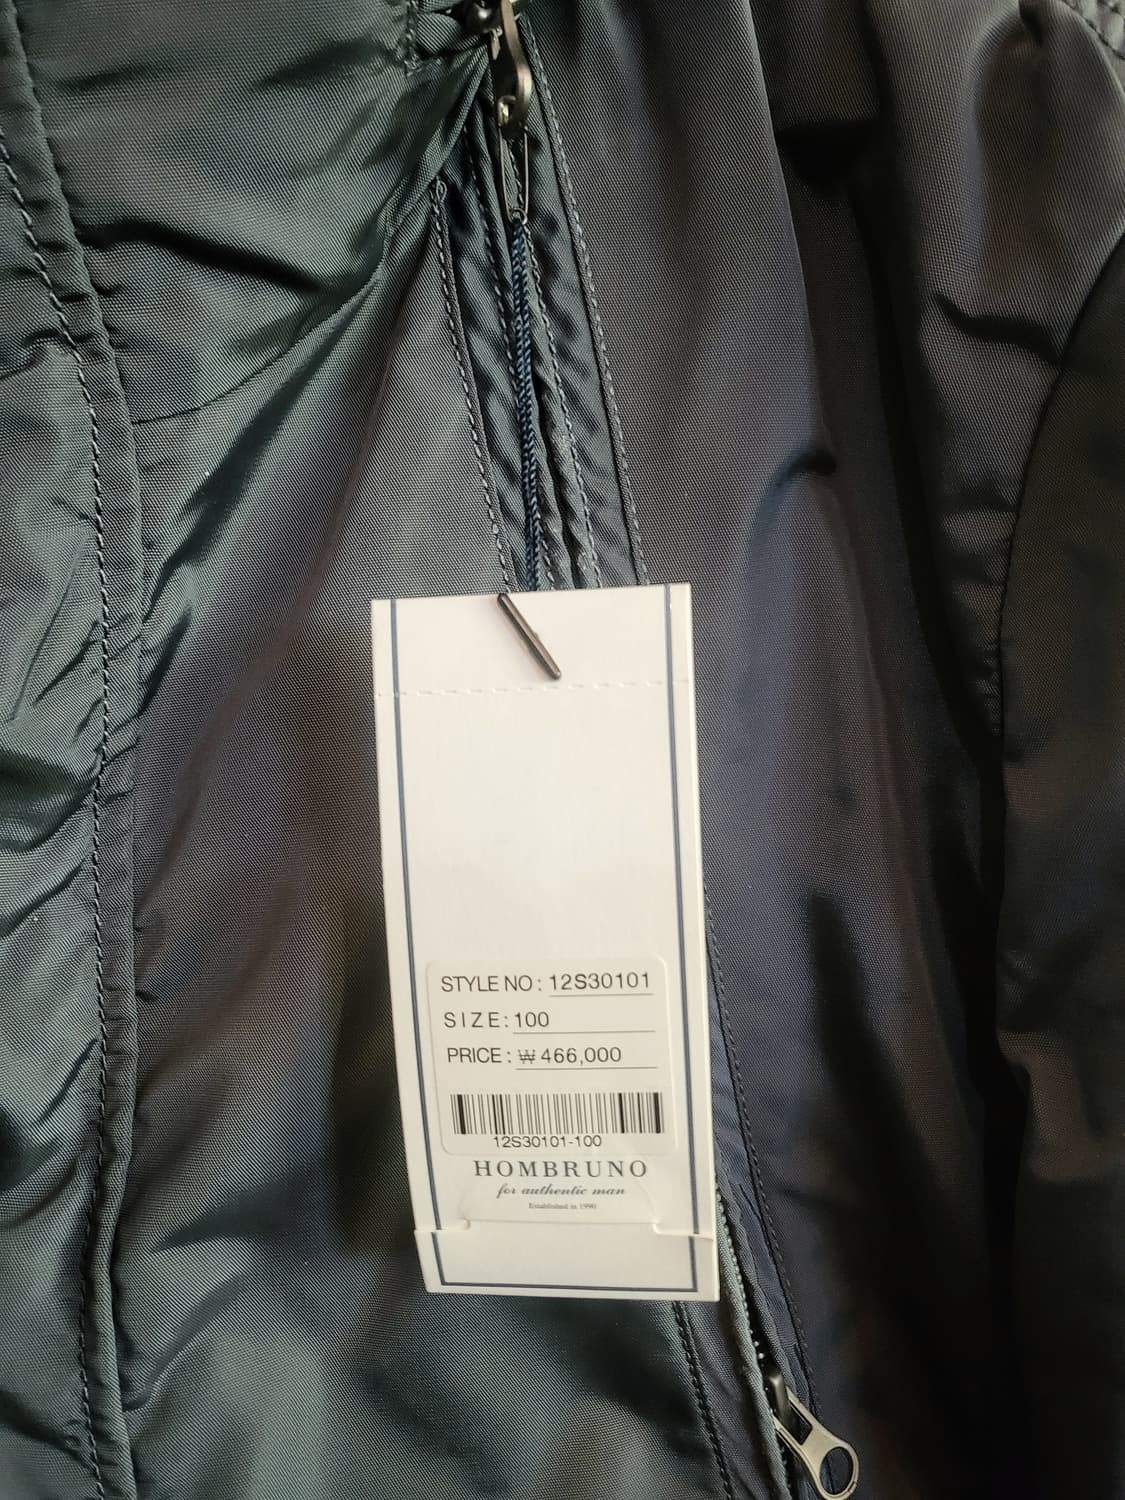 STYLE NO : 12S30101
SIZE: 100
PRICE : ₩ 466,000
12S30101-100
HOMBRUNO
for authentic man
Established in 1990